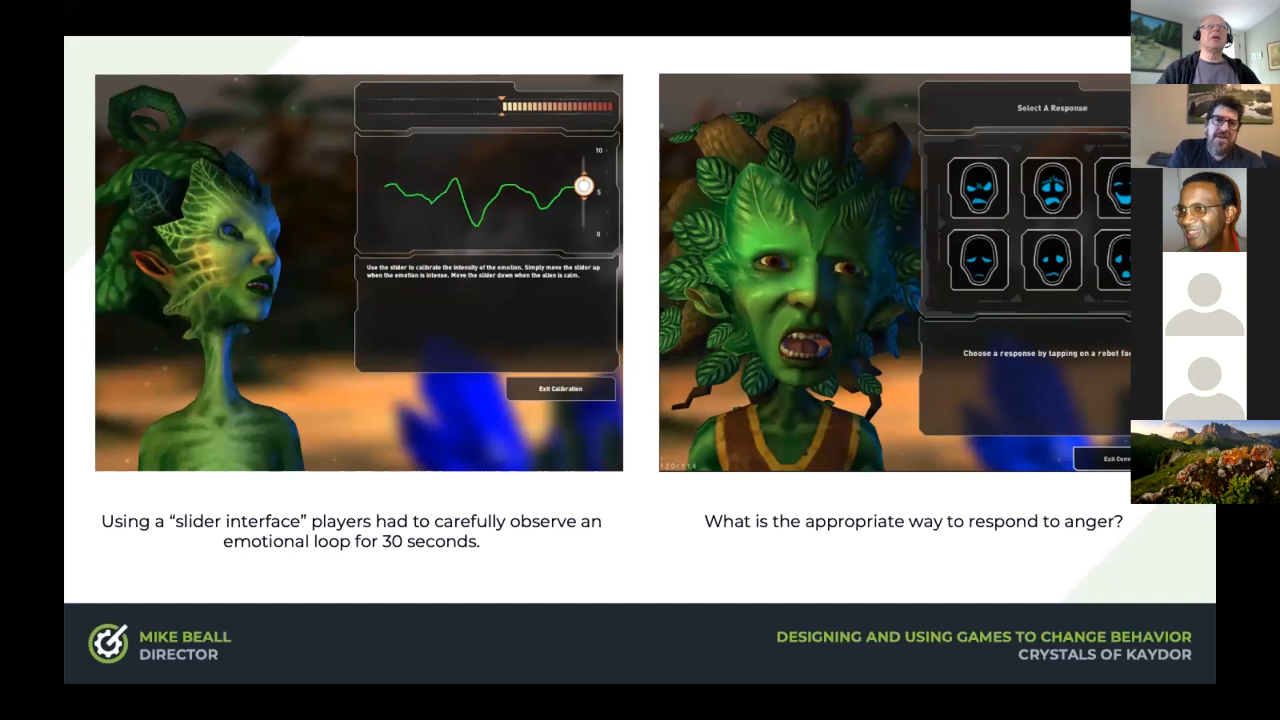 10
5
0
Use the slider to calibrate the intensity of the emotion. Simply move the slider up
when the emotion is intense. Move the slider down when the alien is calm.
Exit Calibration
Select A Response
Choose a response by tapping on a robot
Exit
Using a “slider interface” players had to carefully observe an
emotional loop for 30 seconds.
What is the appropriate way to respond to anger?
MIKE BEALL
DIRECTOR
DESIGNING AND USING GAMES TO CHANGE BEHAVIOR
CRYSTALS OF KAYDOR